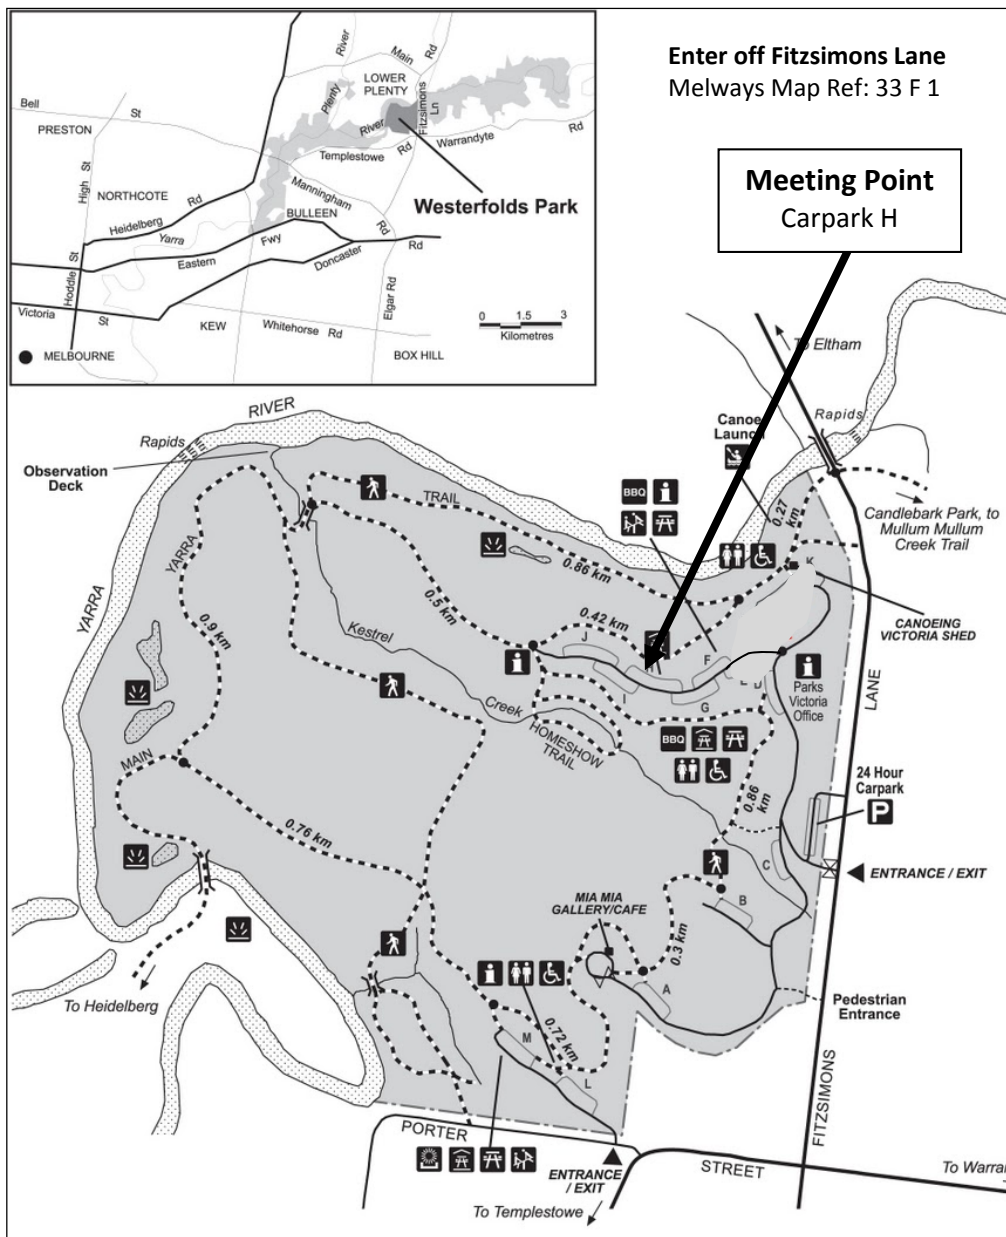 Enter off Fitzsimons Lane
Melways Map Ref: 33 F 1
Meeting Point
Carpark H
River
Main
Rd
LOWER
PLENTY
Plenty
Fitzsimons
Ln
River
Bell
St
PRESTON
Templestowe
Rd
Warrandyte
Rd
High St
NORTHCOTE
Manningham
Rd
BULLEEN
Westerfolds Park
Heidelberg
Rd
Yarra
Fwy
Eastern
Doncaster
Rd
Hoddle St
Elgar Rd
Victoria
St
KEW
Whitehorse Rd
0 1.5 3
Kilometres
MELBOURNE
BOX HILL
To Eltham
RIVER
Rapids
Canoe
Launch
Rapids
Observation
Deck
TRAIL
BBQ
0.27
km
Candlebark Park, to
Mullum Mullum
Creek Trail
YARRA
YARRA
0.86 km
K
0.5 km
0.42 km
CANOEING
VICTORIA SHED
0.9 km
Kestrel
J
F
I
G
D
Parks
Victoria
Office
LANE
Creek
HOMESHOW
TRAIL
BBQ
MAIN
0.86
km
24 Hour
Carpark
P
0.76 km
C
ENTRANCE / EXIT
MIA MIA
GALLERY/CAFE
B
0.3 km
A
To Heidelberg
Pedestrian
Entrance
M
0.72 km
L
FITZSIMONS
PORTER
STREET
ENTRANCE
/ EXIT
To Templestowe
To Warran